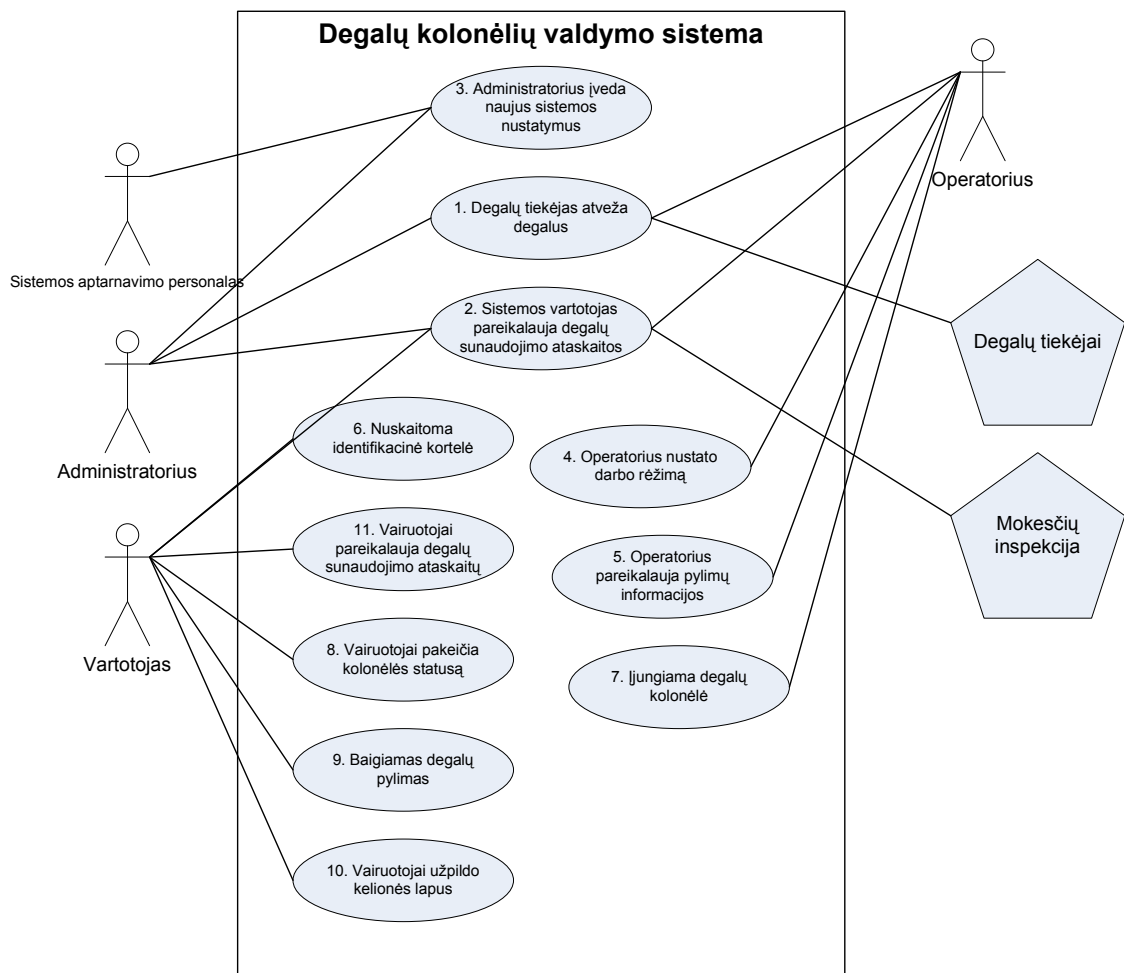 Degalų kolonėlių valdymo sistema
3. Administratorius įveda
naujus sistemos
nustatymus
Operatorius
1. Degalų tiekėjas atveža
degalus
Sistemos aptarnavimo personalas
2. Sistemos vartotojas
pareikalauja degalų
sunaudojimo ataskaitos
Degalų tiekėjai
Administratorius
6. Nuskaitoma
identifikacinė kortelė
4. Operatorius nustato
darbo rėžimą
Mokesčių
inspekcija
11. Vairuotojai
pareikalauja degalų
sunaudojimo ataskaitų
5. Operatorius
pareikalauja pylimų
informacijos
Vartotojas
8. Vairuotojai pakeičia
kolonėlės statusą
7. Įjungiama degalų
kolonėlė
9. Baigiamas degalų
pylimas
10. Vairuotojai užpildo
kelionės lapus